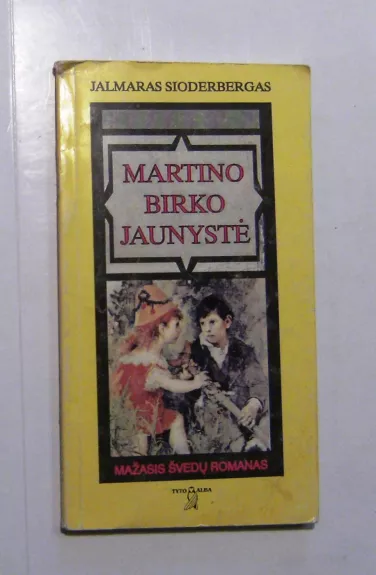 JALMARAS SIODERBERGAS
MARTINO
BIRKO
JAUNYSTĖ
MAŽASIS ŠVEDŲ ROMANAS
TYTO ALBA